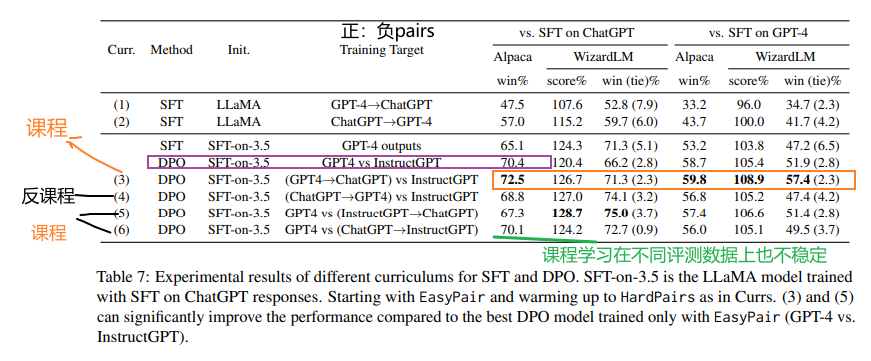 正：负pairs
vs. SFT on ChatGPT vs. SFT on GPT-4
Curr. Method Init. Training Target Alpaca WizardLM Alpaca WizardLM
win% score% win (tie)% win% score% win (tie)%
(1) SFT LLaMA GPT-4→ChatGPT 47.5 107.6 52.8 (7.9) 33.2 96.0 34.7 (2.3)
(2) SFT LLaMA ChatGPT→GPT-4 57.0 115.2 59.7 (6.0) 43.7 100.0 41.7 (4.2)
课程
SFT SFT-on-3.5 GPT-4 outputs 65.1 124.3 71.3 (5.1) 53.2 103.8 47.2 (6.5)
DPO SFT-on-3.5 GPT4 vs InstructGPT 70.4 120.4 66.2 (2.8) 58.7 105.4 51.9 (2.8)
(3) DPO SFT-on-3.5 (GPT4→ChatGPT) vs InstructGPT 72.5 126.7 71.3 (2.3) 59.8 108.9 57.4 (2.3)
反课程 (4) DPO SFT-on-3.5 (ChatGPT→GPT4) vs InstructGPT 68.8 127.0 74.1 (3.2) 56.8 105.2 47.4 (4.2)
(5) DPO SFT-on-3.5 GPT4 vs (InstructGPT→ChatGPT) 67.3 128.7 75.0 (3.7) 57.4 106.6 51.4 (2.8)
课程 (6) DPO SFT-on-3.5 GPT4 vs (ChatGPT→InstructGPT) 70.1 124.2 72.7 (0.9) 56.0 105.1 49.5 (3.7)
课程学习在不同评测数据上也不稳定
Table 7: Experimental results of different curriculums for SFT and DPO. SFT-on-3.5 is the LLaMA model trained
with SFT on ChatGPT responses. Starting with EasyPair and warming up to HardPairs as in Currs. (3) and (5)
can significantly improve the performance compared to the best DPO model trained only with EasyPair (GPT-4 vs.
InstructGPT).